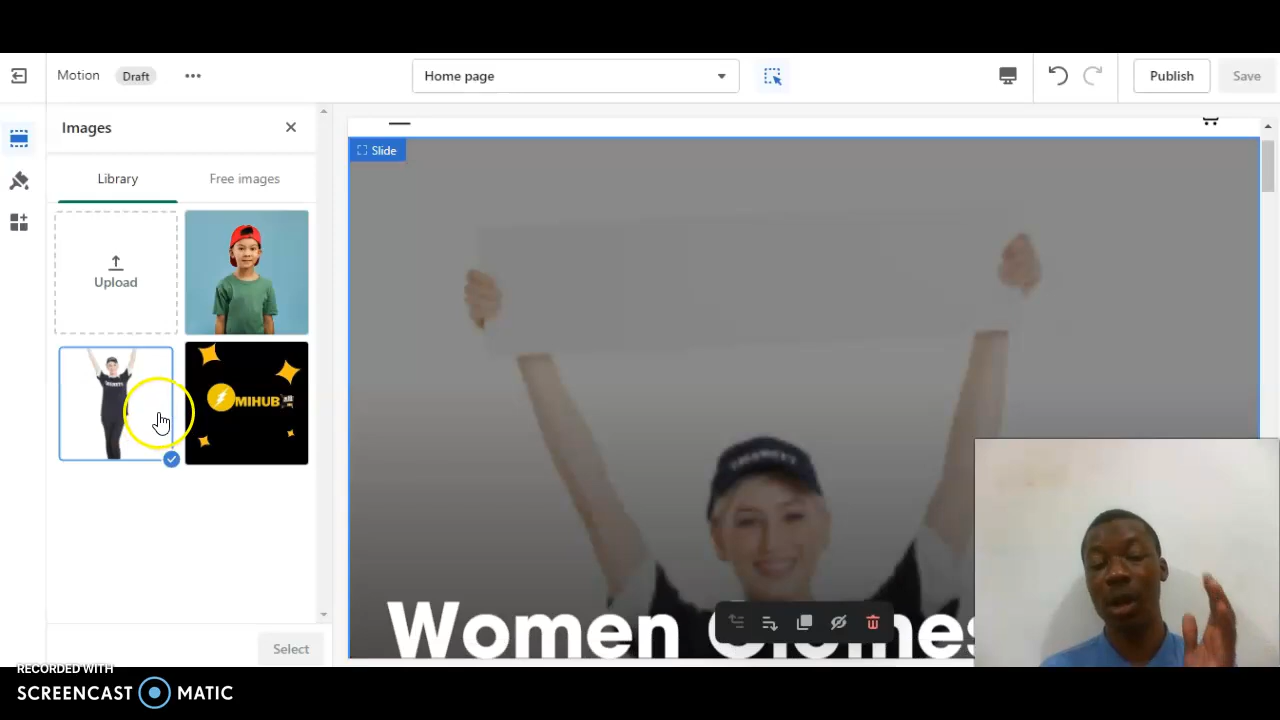 Motion
Draft
Home page
Publish
Save
Images
Slide
Library
Free images
Upload
MIHUB
Women Clothes
Select
RECORDED WITH
SCREENCAST MATIC